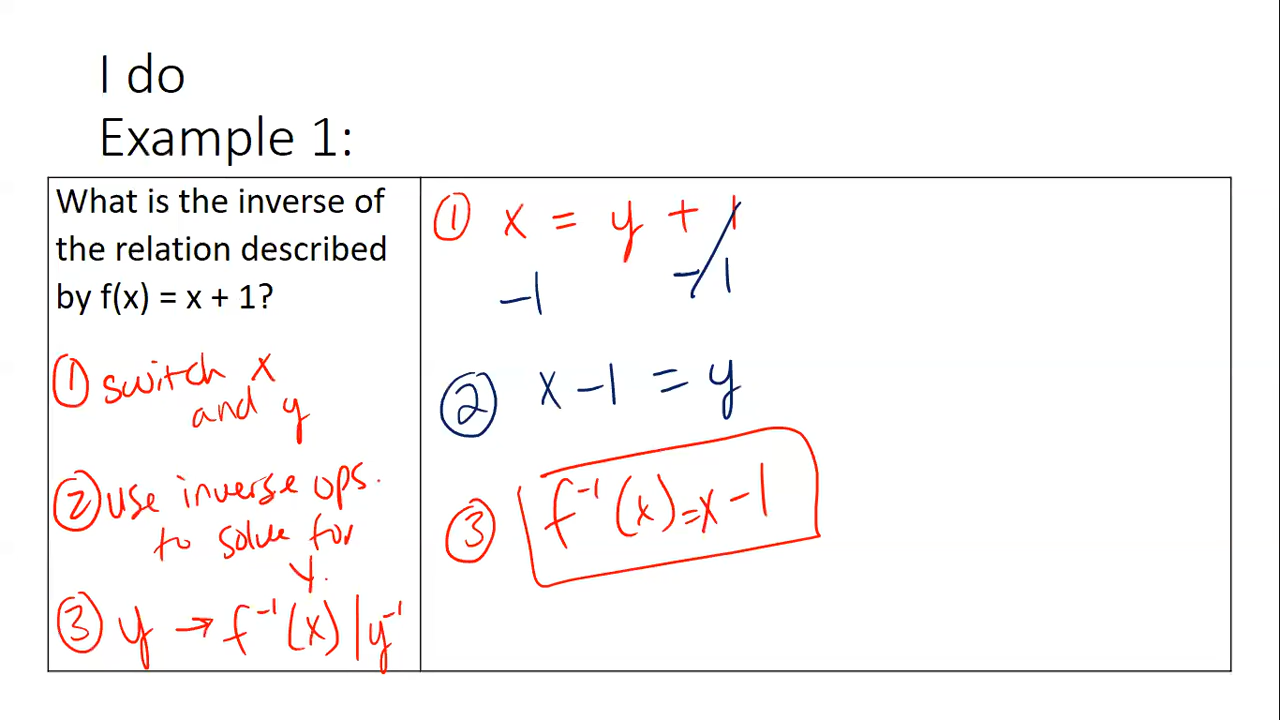 I do
Example 1:
What is the inverse of
the relation described
by f(x) = x + 1?
① switch x
and y
② use inverse ops.
to solve for
y.
③ y → f⁻¹(x) | y⁻¹
① x = y + 1
-1 -1
② x - 1 = y
③ f⁻¹(x) = x - 1